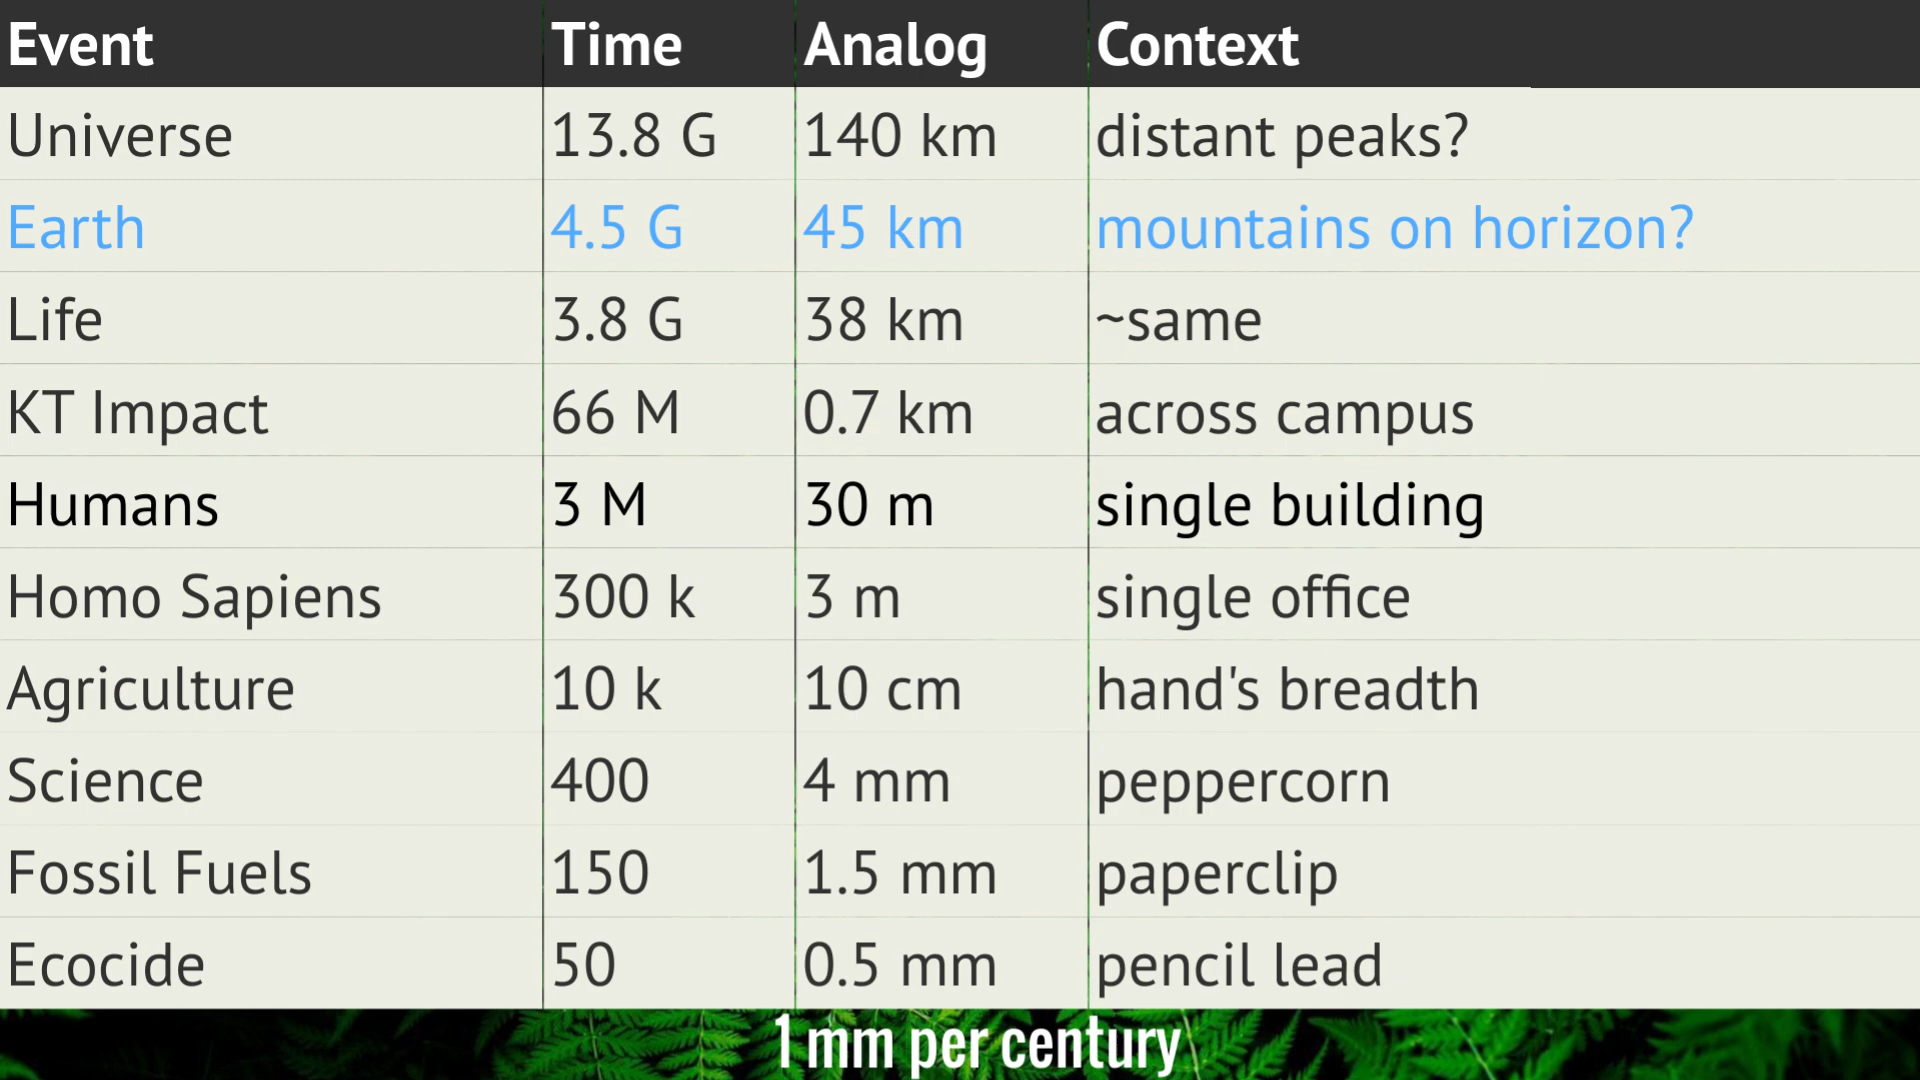 Event Time Analog Context
Universe 13.8 G 140 km distant peaks?
Earth 4.5 G 45 km mountains on horizon?
Life 3.8 G 38 km ~same
KT Impact 66 M 0.7 km across campus
Humans 3 M 30 m single building
Homo Sapiens 300 k 3 m single office
Agriculture 10 k 10 cm hand's breadth
Science 400 4 mm peppercorn
Fossil Fuels 150 1.5 mm paperclip
Ecocide 50 0.5 mm pencil lead
1 mm per century